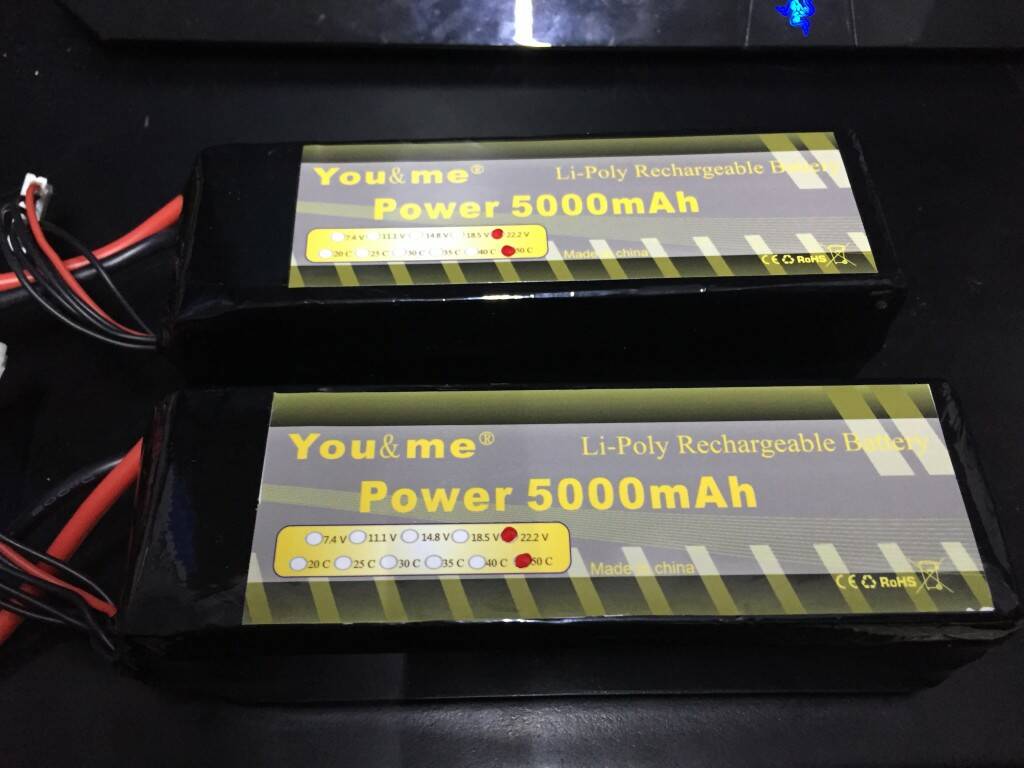 You&me®
Li-Poly Rechargeable Battery
Power 5000mAh
7.4 V 11.1 V 14.8 V 18.5 V 22.2 V
20 C 25 C 30 C 35 C 40 C 50 C
Made in china
CE RoHS
You&me®
Li-Poly Rechargeable Battery
Power 5000mAh
7.4 V 11.1 V 14.8 V 18.5 V 22.2 V
20 C 25 C 30 C 35 C 40 C 50 C
Made in china
CE RoHS